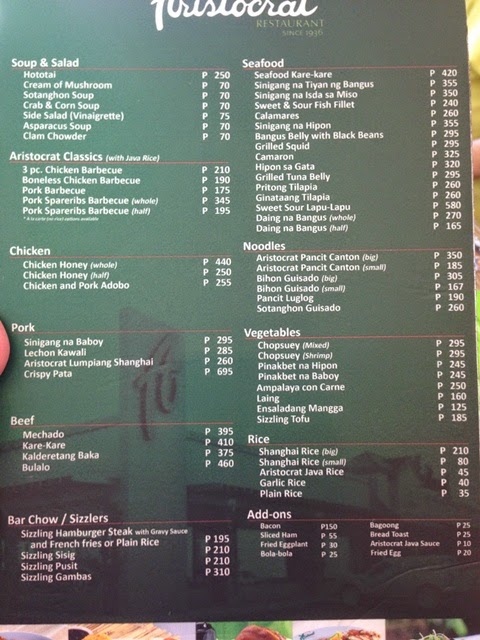 Aristocrat
RESTAURANT
SINCE 1936
Soup & Salad
Hototai P 250
Cream of Mushroom P 70
Sotanghon Soup P 70
Crab & Corn Soup P 70
Side Salad (Vinaigrette) P 75
Asparacus Soup P 70
Clam Chowder P 70
Aristocrat Classics (with Java Rice)
3 pc. Chicken Barbecue P 210
Boneless Chicken Barbecue P 190
Pork Barbecue P 175
Pork Spareribs Barbecue (whole) P 345
Pork Spareribs Barbecue (half) P 195
* A la carte (no rice) options available
Chicken
Chicken Honey (whole) P 440
Chicken Honey (half) P 250
Chicken and Pork Adobo P 255
Pork
Sinigang na Baboy P 295
Lechon Kawali P 285
Aristocrat Lumpiang Shanghai P 260
Crispy Pata P 695
Beef
Mechado P 395
Kare-Kare P 410
Kalderetang Baka P 375
Bulalo P 460
Bar Chow / Sizzlers
Sizzling Hamburger Steak with Gravy Sauce
and French fries or Plain Rice P 195
Sizzling Sisig P 210
Sizzling Pusit P 210
Sizzling Gambas P 310
Seafood
Seafood Kare-kare P 420
Sinigang na Tiyan ng Bangus P 355
Sinigang na Isda sa Miso P 350
Sweet & Sour Fish Fillet P 240
Calamares P 260
Sinigang na Hipon P 355
Bangus Belly with Black Beans P 295
Grilled Squid P 295
Camaron P 325
Hipon sa Gata P 320
Grilled Tuna Belly P 295
Pritong Tilapia P 260
Ginataang Tilapia P 260
Sweet Sour Lapu-Lapu P 580
Daing na Bangus (whole) P 270
Daing na Bangus (half) P 165
Noodles
Aristocrat Pancit Canton (big) P 350
Aristocrat Pancit Canton (small) P 185
Bihon Guisado (big) P 305
Bihon Guisado (small) P 167
Pancit Luglog P 190
Sotanghon Guisado P 260
Vegetables
Chopsuey (Mixed) P 295
Chopsuey (Shrimp) P 295
Pinakbet na Hipon P 245
Pinakbet na Baboy P 245
Ampalaya con Carne P 250
Laing P 160
Ensaladang Mangga P 125
Sizzling Tofu P 185
Rice
Shanghai Rice (big) P 210
Shanghai Rice (small) P 80
Aristocrat Java Rice P 45
Garlic Rice P 40
Plain Rice P 35
Add-ons
Bacon P150
Sliced Ham P 55
Fried Eggplant P 30
Bola-bola P 25
Bagoong P 25
Bread Toast P 25
Aristocrat Java Sauce P 10
Fried Egg P 20